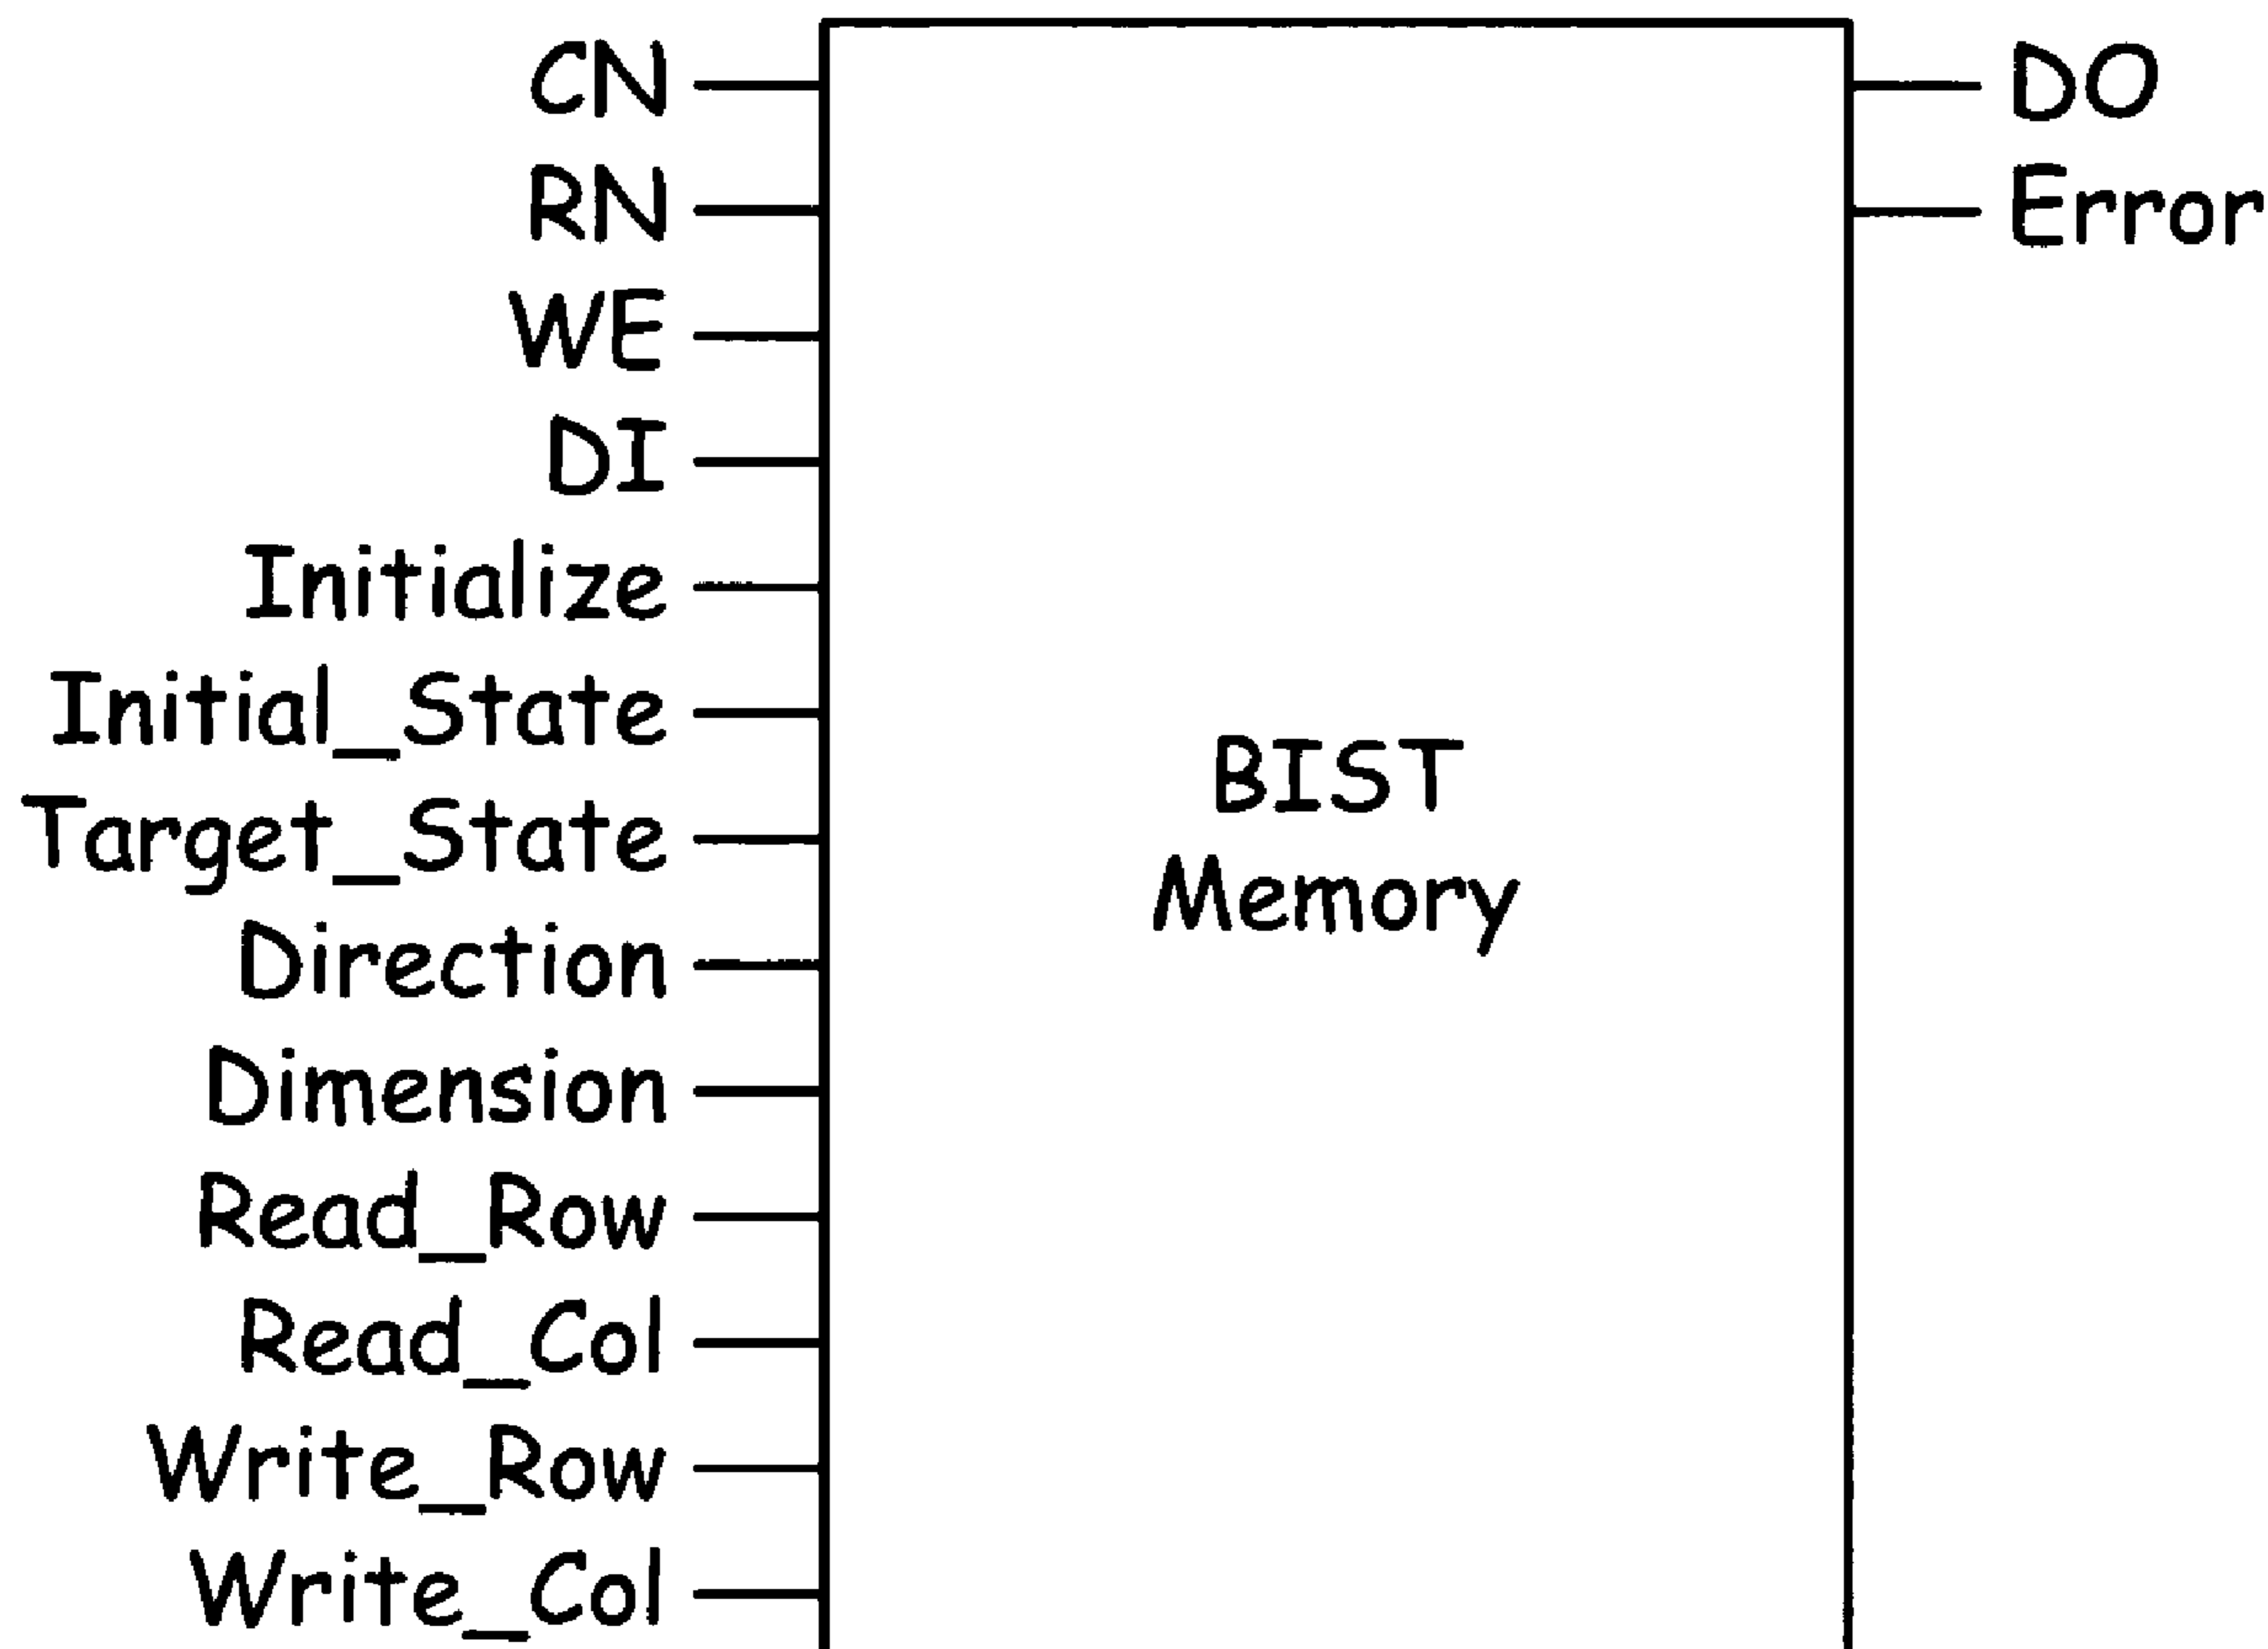 CN
RN
WE
DI
Initialize
Initial_State
Target_State
Direction
Dimension
Read_Row
Read_Col
Write_Row
Write_Col
BIST
Memory
DO
Error